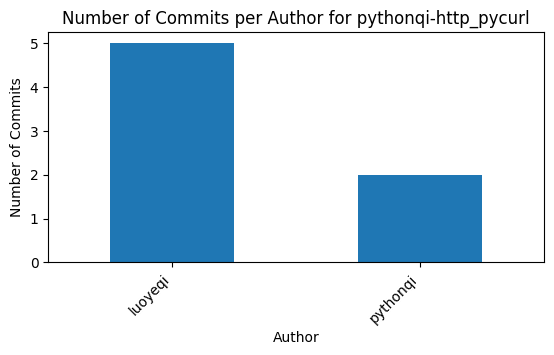 Number of Commits per Author for pythonqi-http_pycurl
Number of Commits
5
4
3
2
1
0
luoyeqi
pythonqi
Author